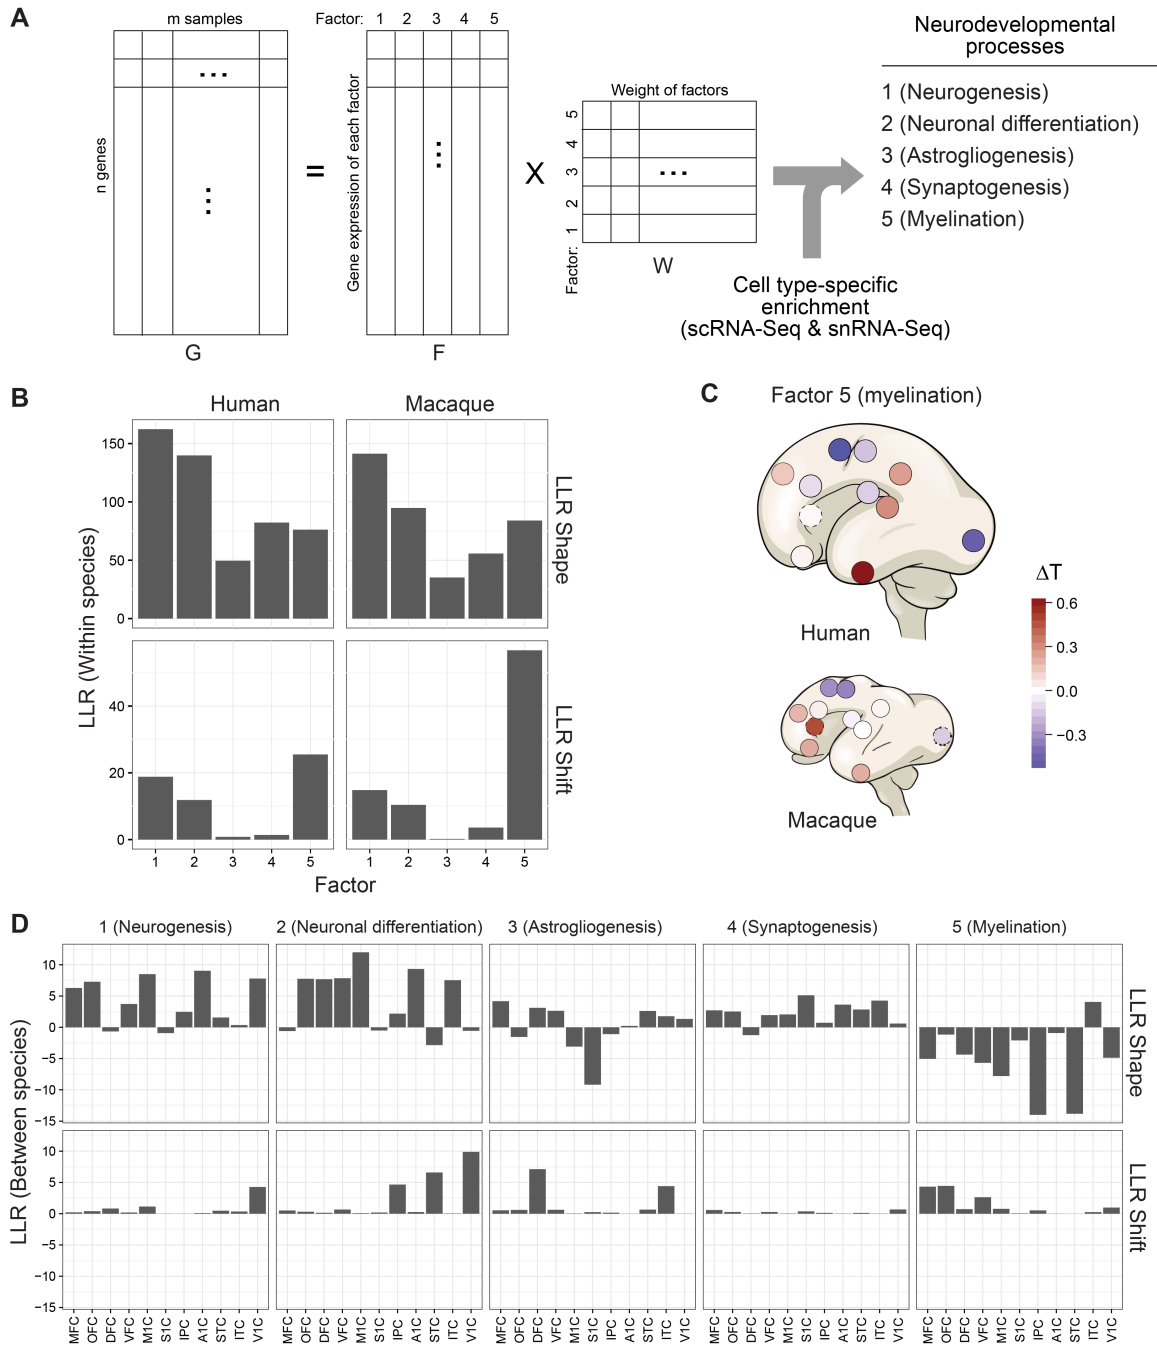 A
m samples
n genes
G
=
Factor: 1 2 3 4 5
Gene expression of each factor
F
X
Weight of factors
Factor: 1 2 3 4 5
W
Cell type-specific
enrichment
(scRNA-Seq & snRNA-Seq)
Neurodevelopmental
processes
1 (Neurogenesis)
2 (Neuronal differentiation)
3 (Astrogliogenesis)
4 (Synaptogenesis)
5 (Myelination)
B
Human Macaque
LLR (Within species)
150
100
50
0
LLR Shape
40
20
0
LLR Shift
1 2 3 4 5 1 2 3 4 5
Factor
C
Factor 5 (myelination)
Human
Macaque
ΔT
0.6
0.3
0.0
−0.3
D
1 (Neurogenesis) 2 (Neuronal differentiation) 3 (Astrogliogenesis) 4 (Synaptogenesis) 5 (Myelination)
LLR (Between species)
10
5
0
−5
−10
−15
LLR Shape
10
5
0
−5
−10
−15
LLR Shift
MFC OFC DFC VFC M1C S1C IPC A1C STC ITC V1C MFC OFC DFC VFC M1C S1C IPC A1C STC ITC V1C MFC OFC DFC VFC M1C S1C IPC A1C STC ITC V1C MFC OFC DFC VFC M1C S1C IPC A1C STC ITC V1C MFC OFC DFC VFC M1C S1C IPC A1C STC ITC V1C